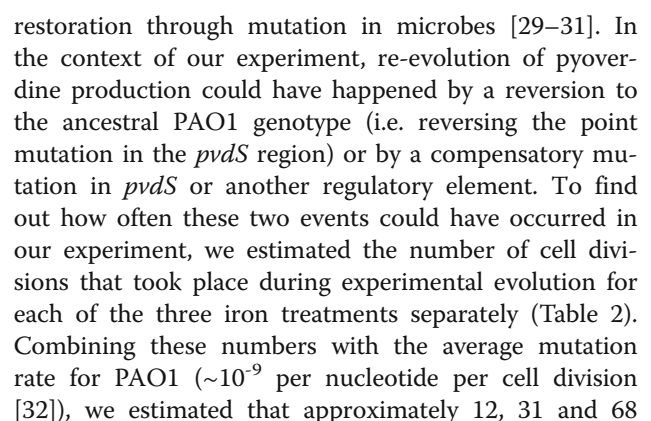 restoration through mutation in microbes [29–31]. In
the context of our experiment, re-evolution of pyover-
dine production could have happened by a reversion to
the ancestral PAO1 genotype (i.e. reversing the point
mutation in the pvdS region) or by a compensatory mu-
tation in pvdS or another regulatory element. To find
out how often these two events could have occurred in
our experiment, we estimated the number of cell divi-
sions that took place during experimental evolution for
each of the three iron treatments separately (Table 2).
Combining these numbers with the average mutation
rate for PAO1 (~10⁻⁹ per nucleotide per cell division
[32]), we estimated that approximately 12, 31 and 68